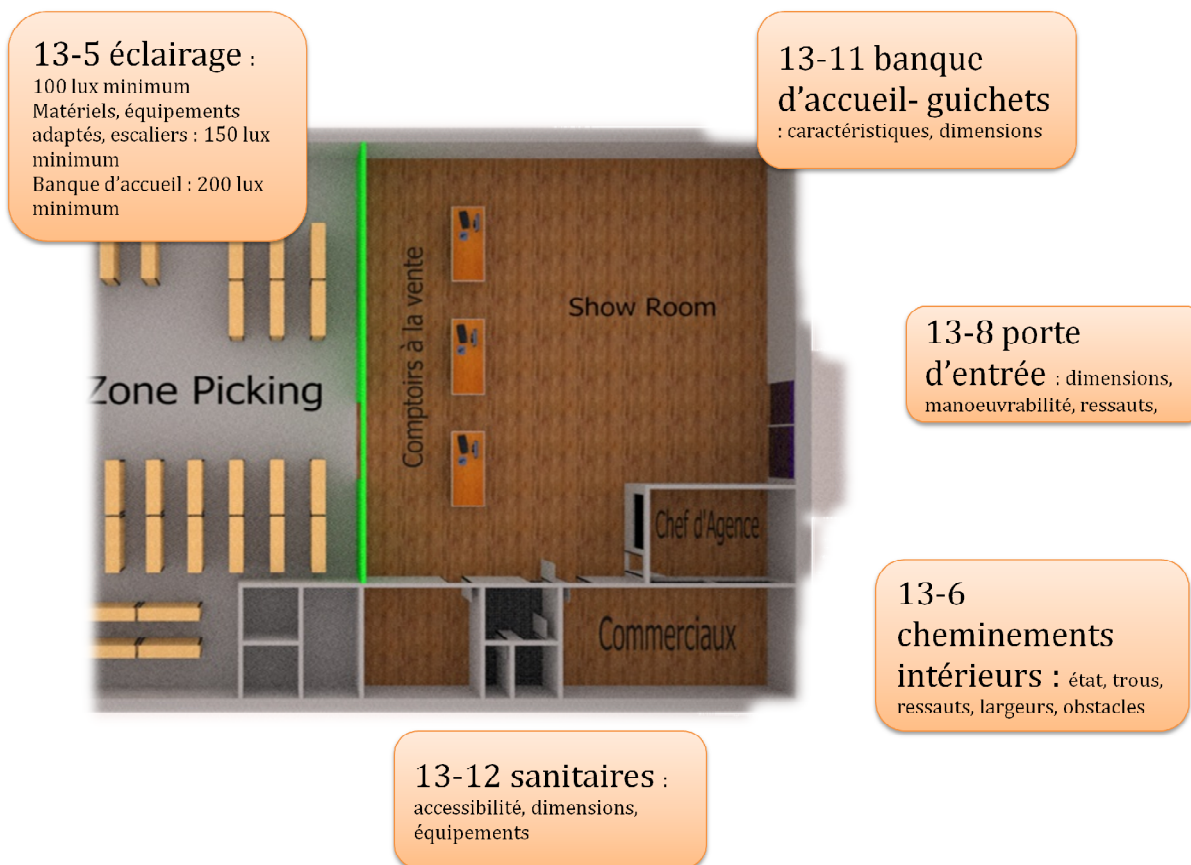 13-5 éclairage :
100 lux minimum
Matériels, équipements
adaptés, escaliers : 150 lux
minimum
Banque d'accueil : 200 lux
minimum
13-11 banque
d'accueil- guichets
: caractéristiques, dimensions
Comptoirs à la vente
Show Room
Zone Picking
13-8 porte
d'entrée : dimensions,
manoeuvrabilité, ressauts,
Chef d'Agence
Commerciaux
13-6
cheminements
intérieurs : état, trous,
ressauts, largeurs, obstacles
13-12 sanitaires :
accessibilité, dimensions,
équipements